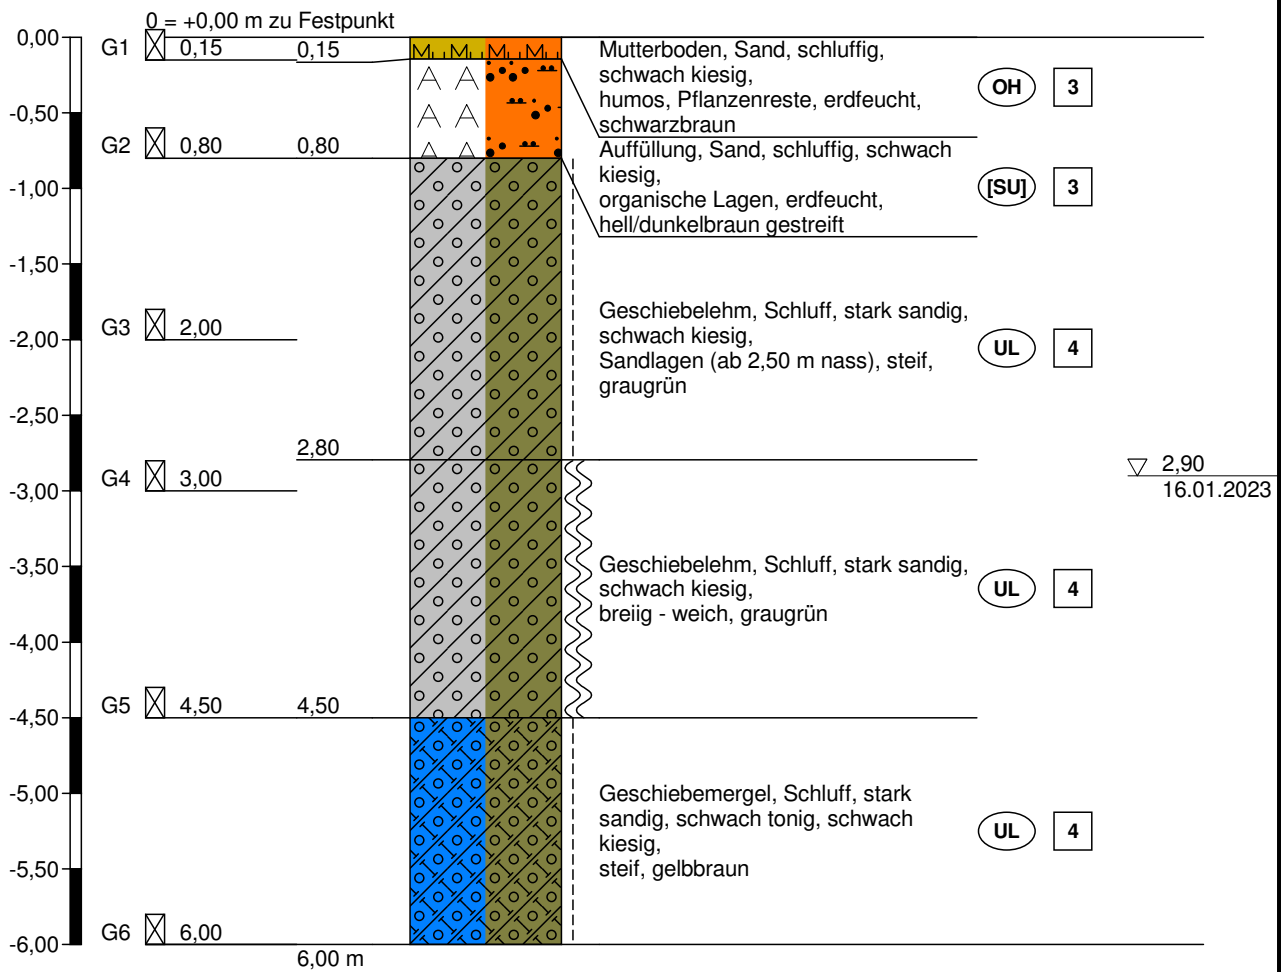 0 = +0,00 m zu Festpunkt
0,00
G1
0,15
0,15
Mutterboden, Sand, schluffig,
schwach kiesig,
humos, Pflanzenreste, erdfeucht,
schwarzbraun
OH
3
-0,50
G2
0,80
0,80
Auffüllung, Sand, schluffig, schwach
kiesig,
organische Lagen, erdfeucht,
hell/dunkelbraun gestreift
[SU]
3
-1,00
-1,50
G3
2,00
-2,00
Geschiebelehm, Schluff, stark sandig,
schwach kiesig,
Sandlagen (ab 2,50 m nass), steif,
graugrün
UL
4
-2,50
2,80
G4
3,00
-3,00
2,90
16.01.2023
-3,50
Geschiebelehm, Schluff, stark sandig,
schwach kiesig,
breiig - weich, graugrün
UL
4
-4,00
G5
4,50
4,50
-4,50
-5,00
Geschiebemergel, Schluff, stark
sandig, schwach tonig, schwach
kiesig,
steif, gelbbraun
UL
4
-5,50
G6
6,00
-6,00
6,00 m